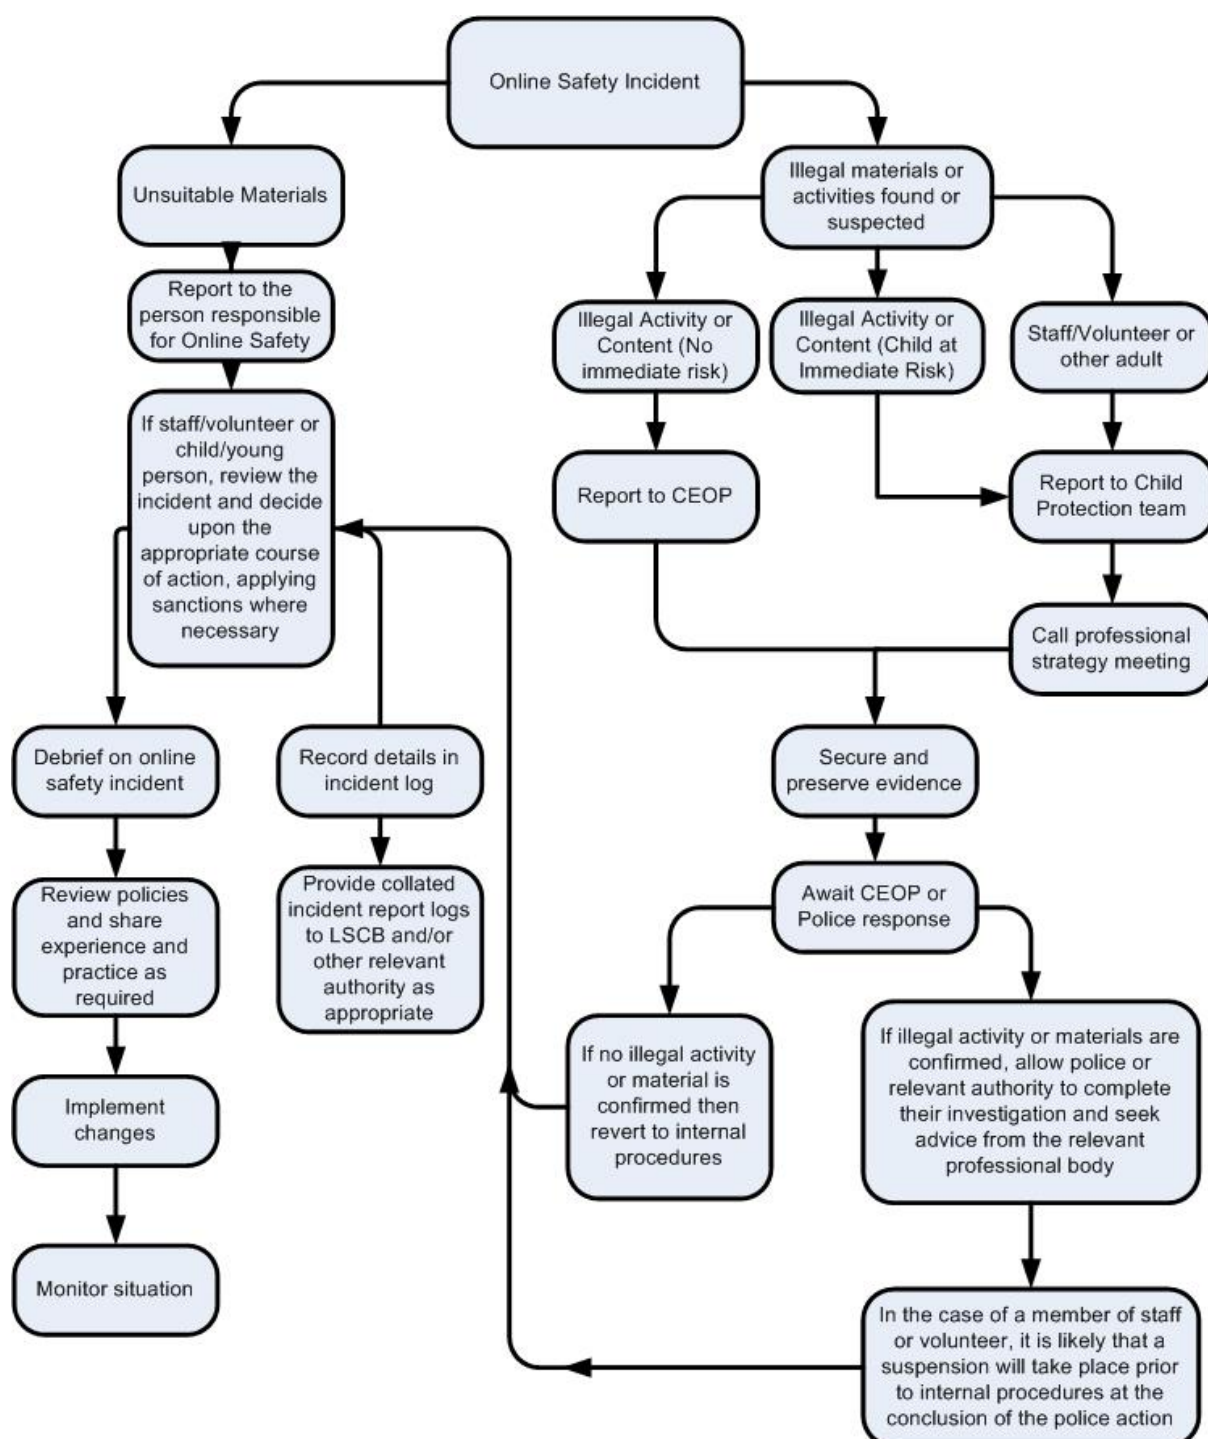 Online Safety Incident
Unsuitable Materials
Report to the
person responsible
for Online Safety
If staff/volunteer or
child/young
person, review the
incident and decide
upon the
appropriate course
of action, applying
sanctions where
necessary
Debrief on online
safety incident
Review policies
and share
experience and
practice as
required
Implement
changes
Monitor situation
Record details in
incident log
Provide collated
incident report logs
to LSCB and/or
other relevant
authority as
appropriate
Illegal materials or
activities found or
suspected
Illegal Activity or
Content (No
immediate risk)
Illegal Activity or
Content (Child at
Immediate Risk)
Staff/Volunteer or
other adult
Report to CEOP
Report to Child
Protection team
Call professional
strategy meeting
Secure and
preserve evidence
Await CEOP or
Police response
If no illegal activity
or material is
confirmed then
revert to internal
procedures
If illegal activity or materials are
confirmed, allow police or
relevant authority to complete
their investigation and seek
advice from the relevant
professional body
In the case of a member of staff
or volunteer, it is likely that a
suspension will take place prior
to internal procedures at the
conclusion of the police action